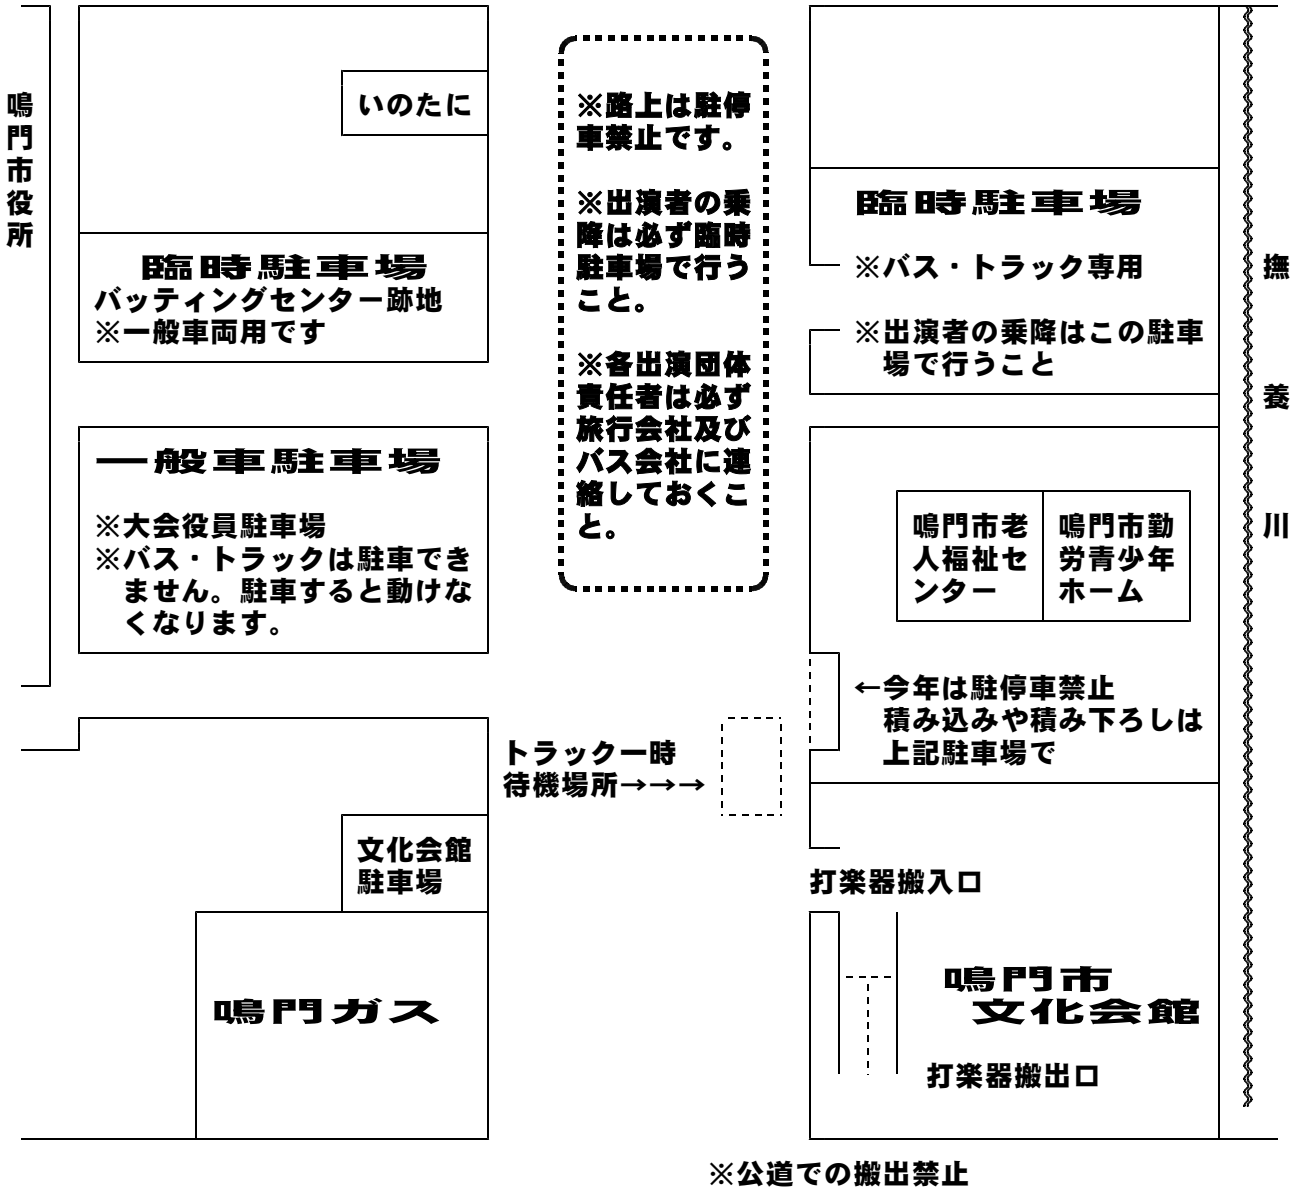 鳴門市役所
いのたに
臨時駐車場
バッティングセンター跡地
※一般車両用です
一般車駐車場
※大会役員駐車場
※バス・トラックは駐車でき
ません。駐車すると動けな
くなります。
※路上は駐停
車禁止です。
※出演者の乗
降は必ず臨時
駐車場で行う
こと。
※各出演団体
責任者は必ず
旅行会社及び
バス会社に連
絡しておくこ
と。
臨時駐車場
※バス・トラック専用
※出演者の乗降はこの駐車
場で行うこと
撫養川
鳴門市老
人福祉セ
ンター
鳴門市勤
労青少年
ホーム
←今年は駐停車禁止
積み込みや積み下ろしは
上記駐車場で
トラック一時
待機場所→→→
文化会館
駐車場
鳴門ガス
打楽器搬入口
鳴門市
文化会館
打楽器搬出口
※公道での搬出禁止